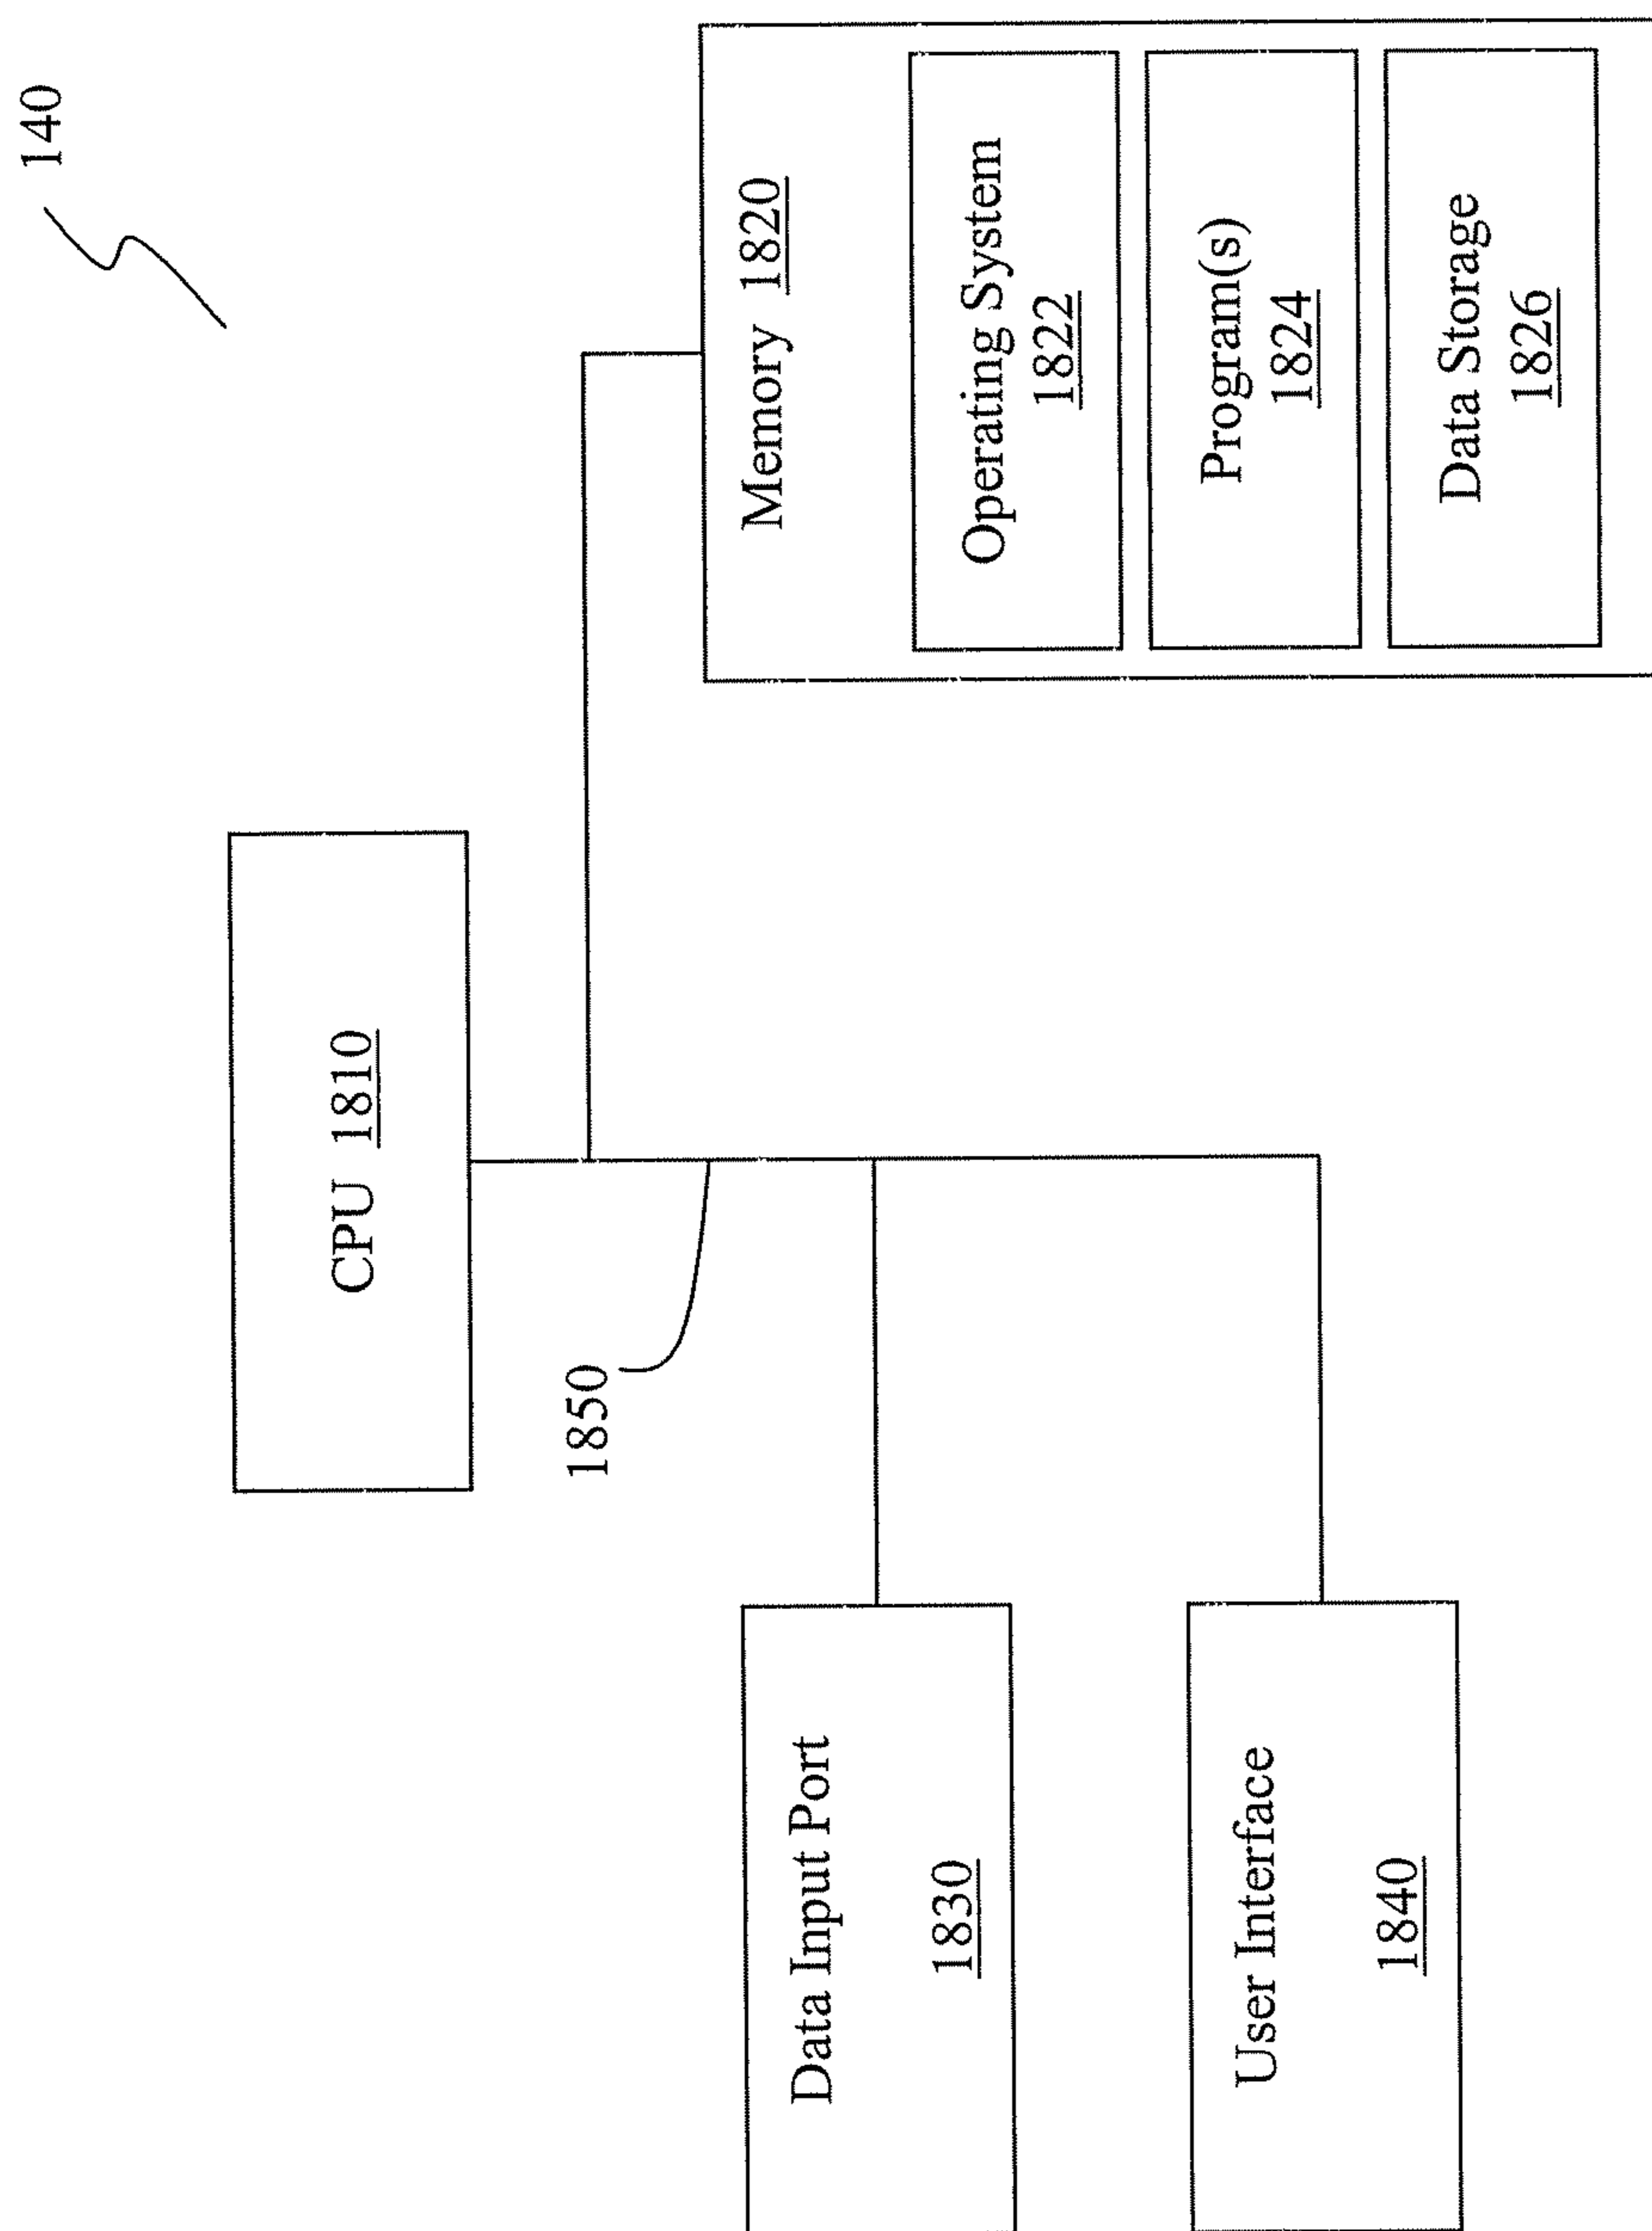 140
CPU 1810
1850
Memory 1820
Operating System
1822
Program(s)
1824
Data Storage
1826
Data Input Port
1830
User Interface
1840